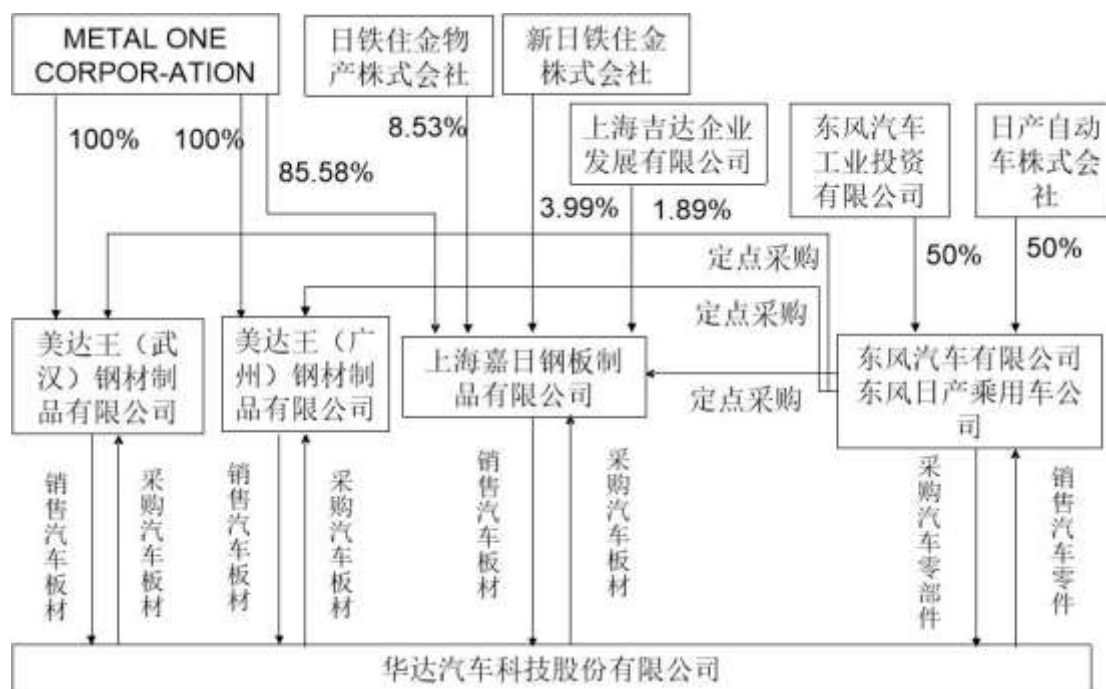 METAL ONE
CORPOR-ATION
日铁住金物
产株式会社
新日铁住金
株式会社
100%
100%
8.53%
85.58%
上海吉达企业
发展有限公司
东风汽车
工业投资
有限公司
日产自动
车株式会
社
3.99%
1.89%
50%
50%
定点采购
定点采购
定点采购
美达王（武
汉）钢材制
品有限公司
美达王（广
州）钢材制
品有限公司
上海嘉日钢板制
品有限公司
东风汽车有限公司
东风日产乘用车公
司
销售汽车板材
采购汽车板材
销售汽车板材
采购汽车板材
销售汽车板材
采购汽车板材
采购汽车零部件
销售汽车零件
华达汽车科技股份有限公司